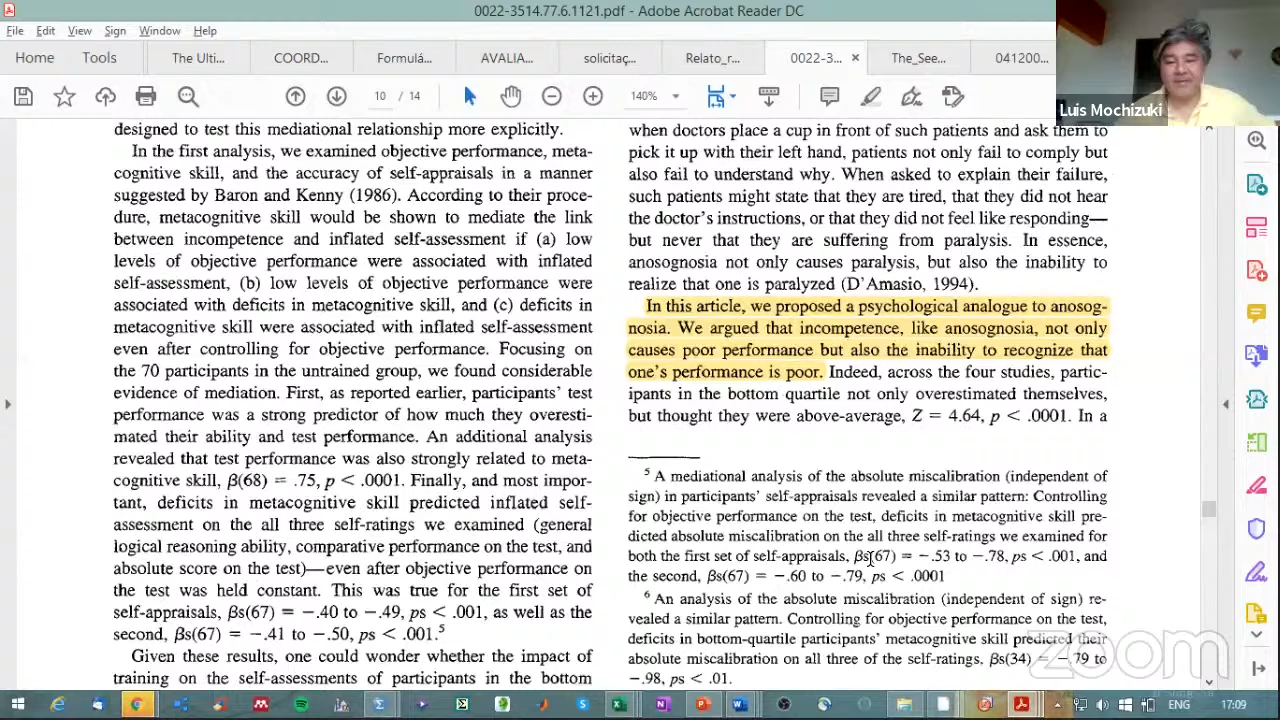 0022-3514.77.6.1121.pdf - Adobe Acrobat Reader DC
File Edit View Sign Window Help
Home Tools The Ulti... COORD... Formulá... AVALIA... solicitaç... Relato_r... 0022-3... × The_See... 041200...
10 / 14 140%
Luis Mochizuki
designed to test this mediational relationship more explicitly.
In the first analysis, we examined objective performance, meta-
cognitive skill, and the accuracy of self-appraisals in a manner
suggested by Baron and Kenny (1986). According to their proce-
dure, metacognitive skill would be shown to mediate the link
between incompetence and inflated self-assessment if (a) low
levels of objective performance were associated with inflated
self-assessment, (b) low levels of objective performance were
associated with deficits in metacognitive skill, and (c) deficits in
metacognitive skill were associated with inflated self-assessment
even after controlling for objective performance. Focusing on
the 70 participants in the untrained group, we found considerable
evidence of mediation. First, as reported earlier, participants' test
performance was a strong predictor of how much they overesti-
mated their ability and test performance. An additional analysis
revealed that test performance was also strongly related to meta-
cognitive skill, β(68) = .75, p < .0001. Finally, and most impor-
tant, deficits in metacognitive skill predicted inflated self-
assessment on the all three self-ratings we examined (general
logical reasoning ability, comparative performance on the test, and
absolute score on the test)—even after objective performance on
the test was held constant. This was true for the first set of
self-appraisals, βs(67) = −.40 to −.49, ps < .001, as well as the
second, βs(67) = −.41 to −.50, ps < .001.⁵
Given these results, one could wonder whether the impact of
training on the self-assessments of participants in the bottom
when doctors place a cup in front of such patients and ask them to
pick it up with their left hand, patients not only fail to comply but
also fail to understand why. When asked to explain their failure,
such patients might state that they are tired, that they did not hear
the doctor's instructions, or that they did not feel like responding—
but never that they are suffering from paralysis. In essence,
anosognosia not only causes paralysis, but also the inability to
realize that one is paralyzed (D'Amasio, 1994).
In this article, we proposed a psychological analogue to anosog-
nosia. We argued that incompetence, like anosognosia, not only
causes poor performance but also the inability to recognize that
one's performance is poor. Indeed, across the four studies, partic-
ipants in the bottom quartile not only overestimated themselves,
but thought they were above-average, Z = 4.64, p < .0001. In a
⁵ A mediational analysis of the absolute miscalibration (independent of
sign) in participants' self-appraisals revealed a similar pattern: Controlling
for objective performance on the test, deficits in metacognitive skill pre-
dicted absolute miscalibration on the all three self-ratings we examined for
both the first set of self-appraisals, βs(67) = −.53 to −.78, ps < .001, and
the second, βs(67) = −.60 to −.79, ps < .0001
⁶ An analysis of the absolute miscalibration (independent of sign) re-
vealed a similar pattern. Controlling for objective performance on the test,
deficits in bottom-quartile participants' metacognitive skill predicted their
absolute miscalibration on all three of the self-ratings, βs(34) = −.79 to
−.98, ps < .01.
zoom
ENG 17:09